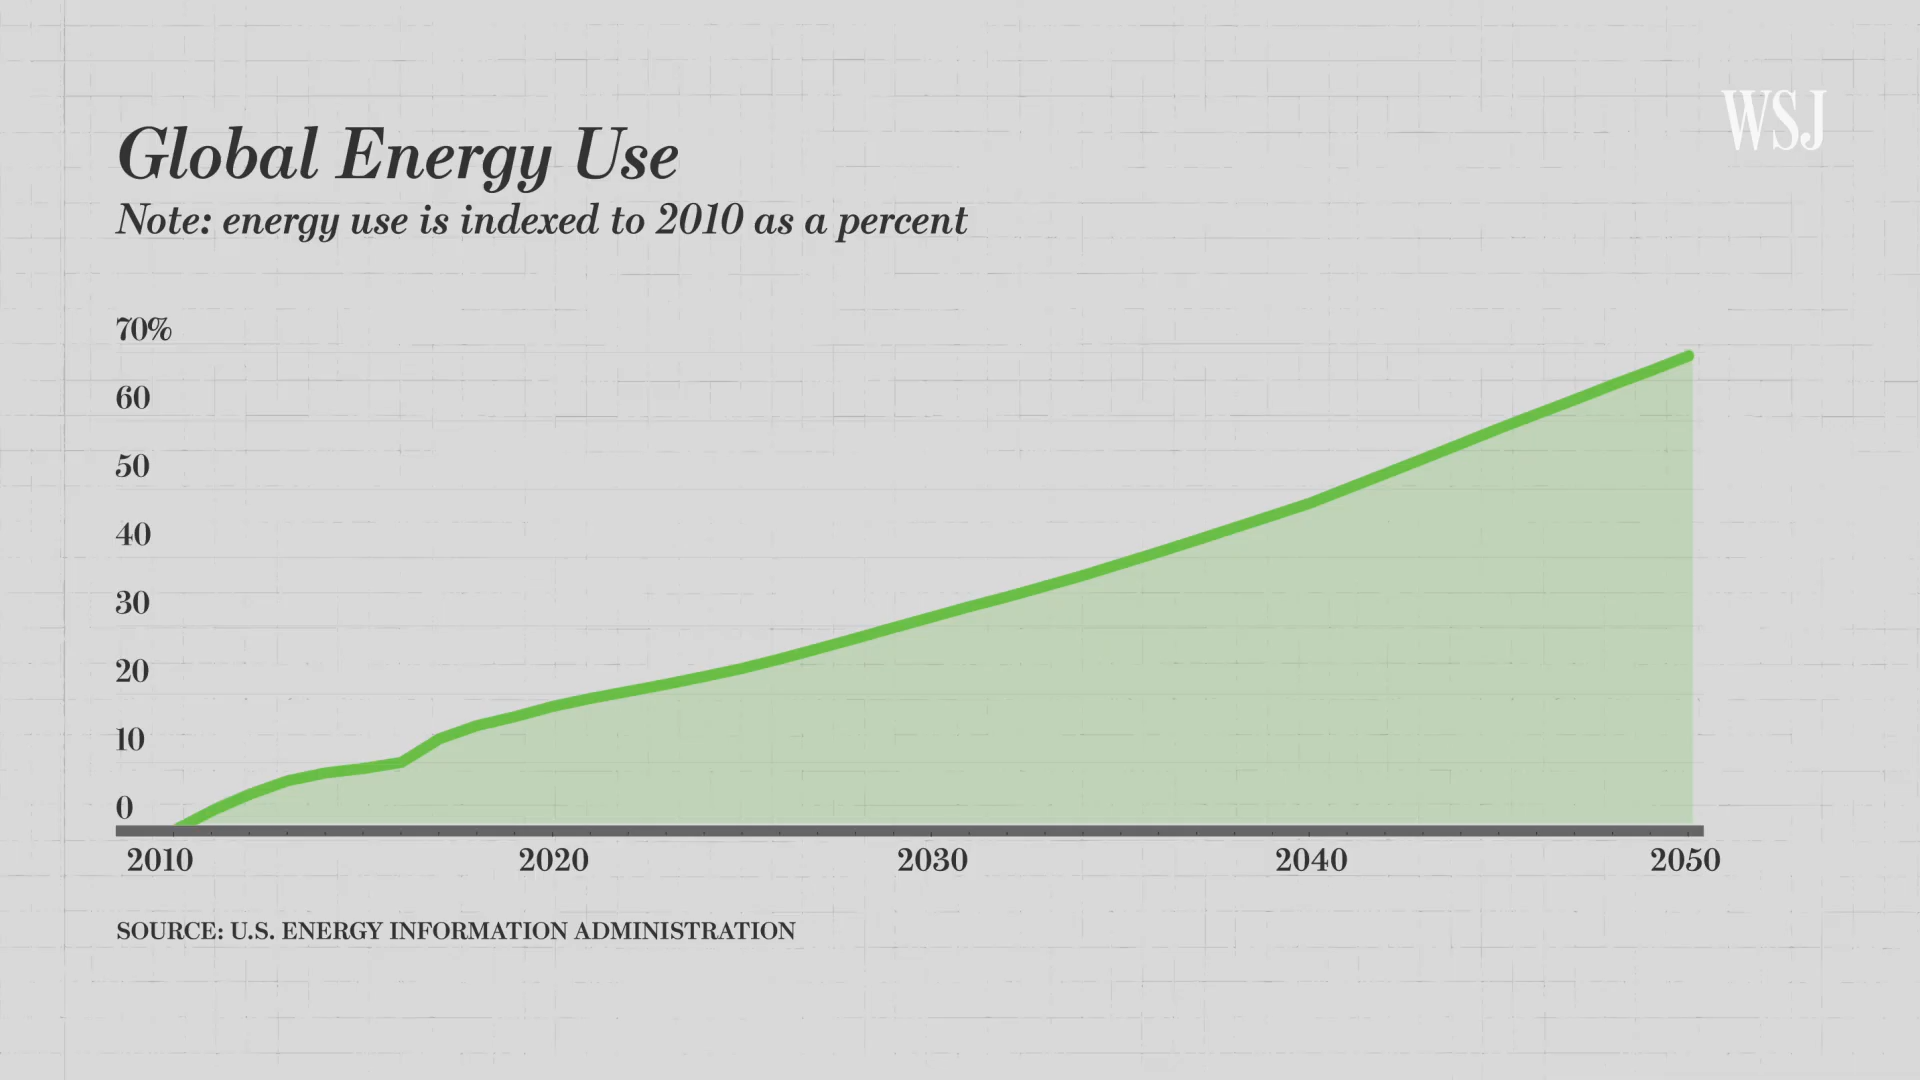 WSJ
Global Energy Use
Note: energy use is indexed to 2010 as a percent
70%
60
50
40
30
20
10
0
2010 2020 2030 2040 2050
SOURCE: U.S. ENERGY INFORMATION ADMINISTRATION